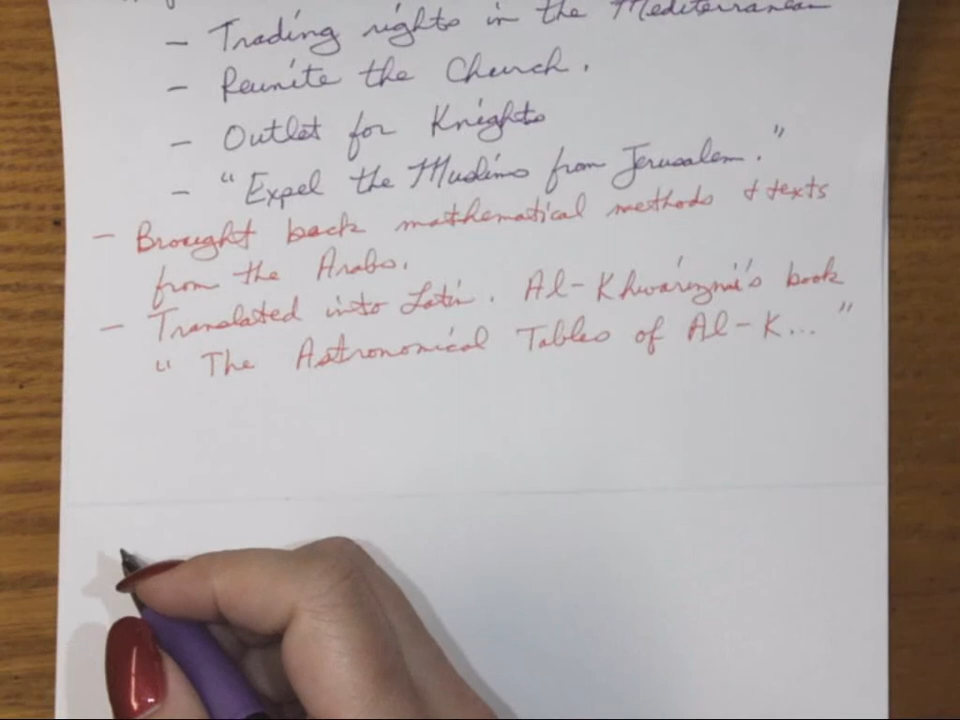 - Trading rights in the Mediterranean
- Reunite the Church.
- Outlet for Knights
- "Expel the Muslims from Jerusalem."
- Brought back mathematical methods & texts
from the Arabs.
- Translated into Latin. Al-Khwārizmī's book
"The Astronomical Tables of Al-K... "